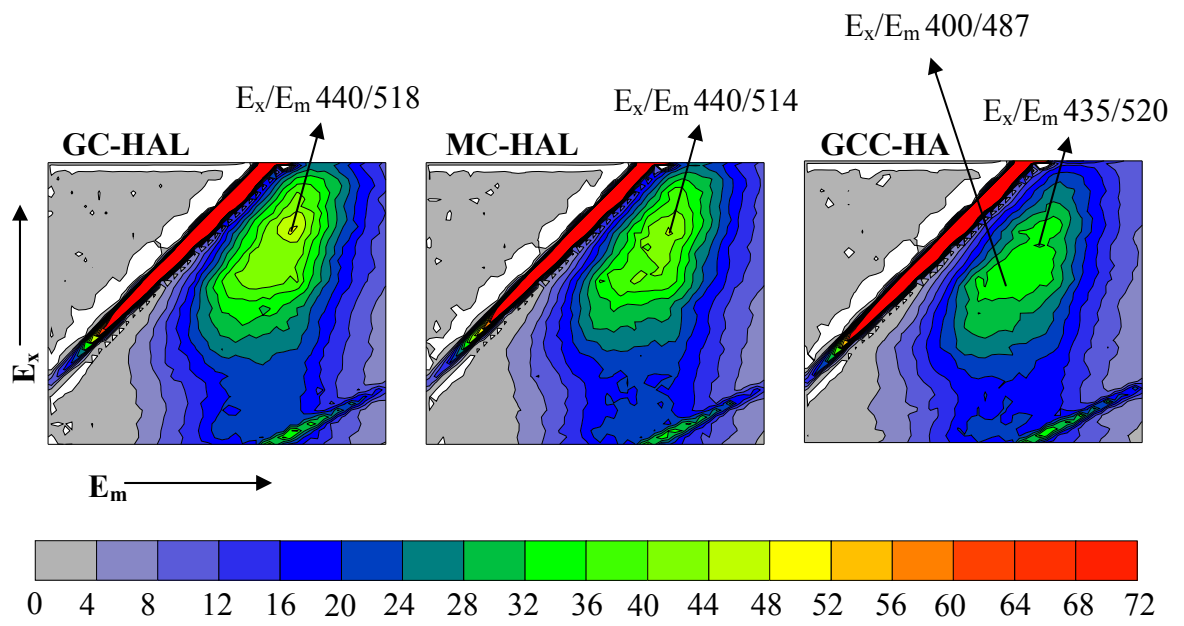 Ex/Em 400/487
Ex/Em 440/518
Ex/Em 440/514
Ex/Em 435/520
GC-HAL
MC-HAL
GCC-HA
Ex
Em
0 4 8 12 16 20 24 28 32 36 40 44 48 52 56 60 64 68 72